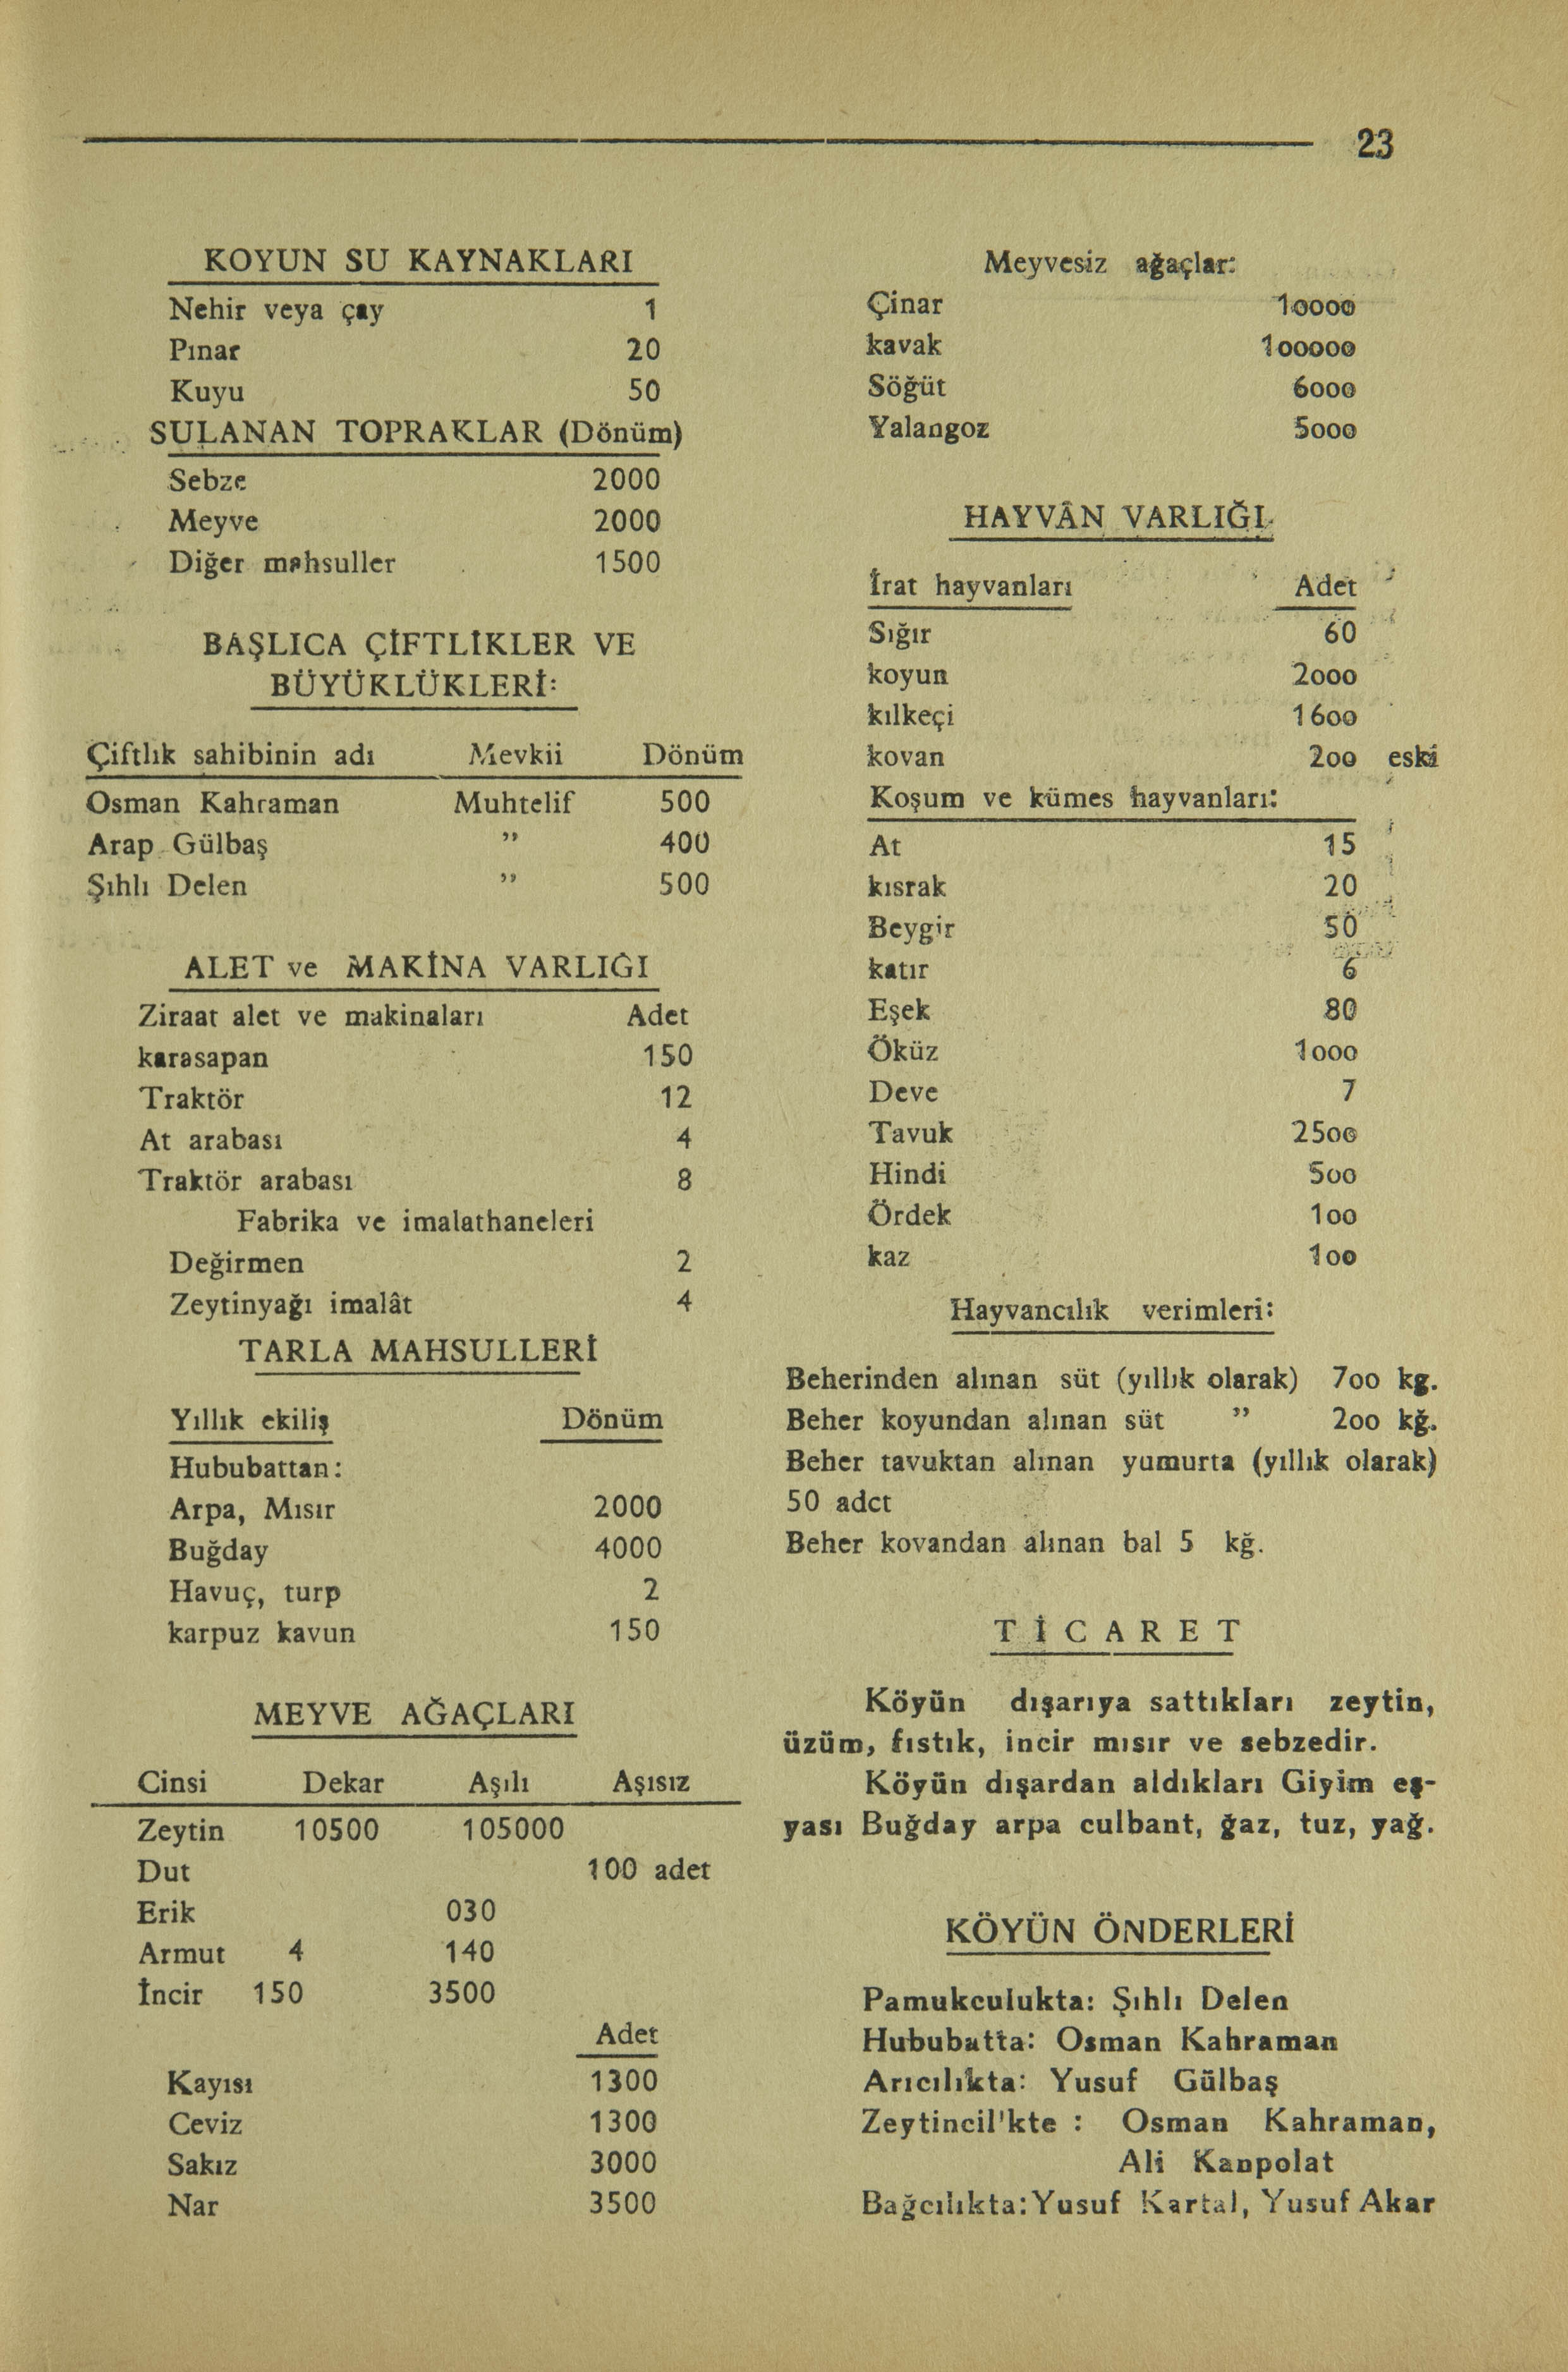 23
KOYUN SU KAYNAKLARI
Nehir veya çay 1
Pınar 20
Kuyu 50
SULANAN TOPRAKLAR (Dönüm)
Sebze 2000
Meyve 2000
Diğer mahsuller 1500
BAŞLICA ÇİFTLİKLER VE
BÜYÜKLÜKLERİ:
Çiftlık sahibinin adı Mevkii Dönüm
Osman Kahraman Muhtelif 500
Arap Gülbaş ” 400
Şıhlı Delen ” 500
ALET ve MAKİNA VARLIĞI
Ziraat alet ve makinaları Adet
karasapan 150
Traktör 12
At arabası 4
Traktör arabası 8
Fabrika ve imalathaneleri
Değirmen 2
Zeytinyağı imalât 4
TARLA MAHSULLERİ
Yıllık ekiliş Dönüm
Hububattan:
Arpa, Mısır 2000
Buğday 4000
Havuç, turp 2
karpuz kavun 150
MEYVE AĞAÇLARI
Cinsi Dekar Aşılı Aşısız
Zeytin 10500 105000
Dut 100 adet
Erik 030
Armut 4 140
İncir 150 3500
Adet
Kayısı 1300
Ceviz 1300
Sakız 3000
Nar 3500
Meyvesiz ağaçlar:
Çinar 10000
kavak 100000
Söğüt 6000
Yalangoz 5000
HAYVÂN VARLIĞI
İrat hayvanları Adet
Sığır 60
koyun 2000
kılkeçi 1600
kovan 200 eski
Koşum ve kümes hayvanları:
At 15
kısrak 20
Beygir 50
katır 6
Eşek 80
Öküz 1000
Deve 7
Tavuk 2500
Hindi 500
Ördek 100
kaz 100
Hayvancılık verimleri:
Beherinden alınan süt (yıllık olarak) 700 kg.
Beher koyundan alınan süt ” 200 kğ.
Beher tavuktan alınan yumurta (yıllık olarak)
50 adet
Beher kovandan alınan bal 5 kğ.
TİCARET
Köyün dışarıya sattıkları zeytin,
üzüm, fıstık, incir mısır ve sebzedir.
Köyün dışardan aldıkları Giyim eş-
yası Buğday arpa culbant, ğaz, tuz, yağ.
KÖYÜN ÖNDERLERİ
Pamukculukta: Şıhlı Delen
Hububatta: Osman Kahraman
Arıcılıkta: Yusuf Gülbaş
Zeytincil'kte : Osman Kahraman,
Ali Kanpolat
Bağcılıkta: Yusuf Kartal, Yusuf Akar